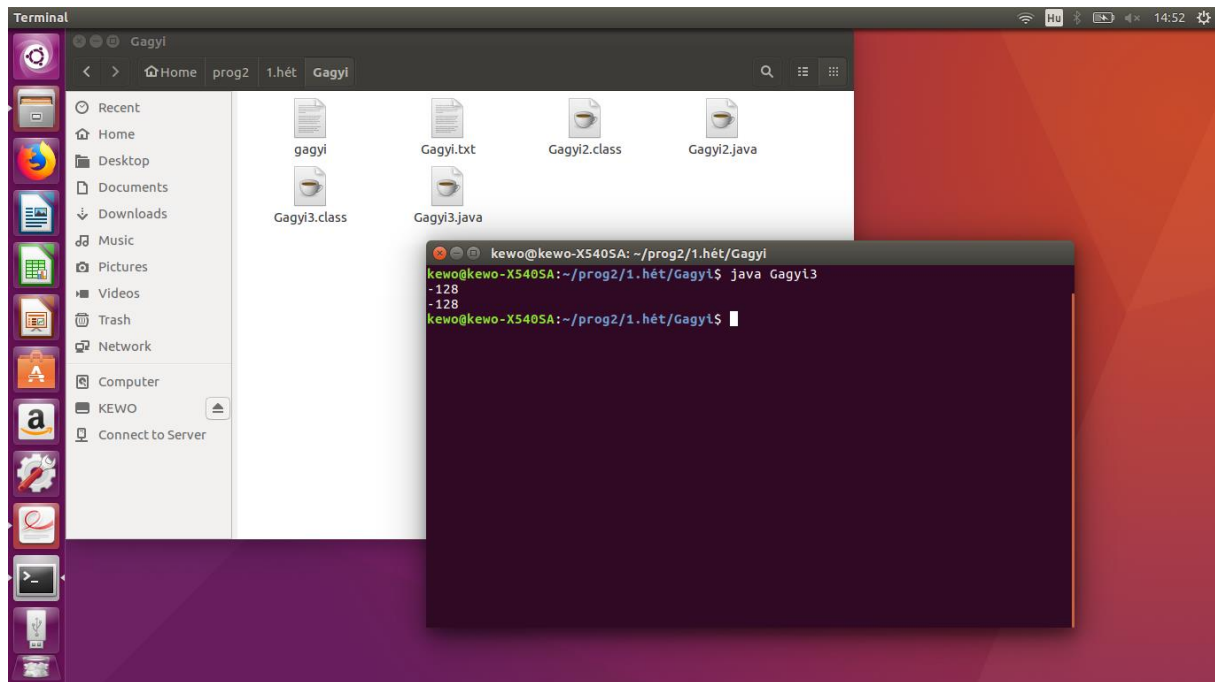 Terminal
Hu
14:52
Gagyi
Home prog2 1.hét Gagyi
Recent
Home
Desktop
Documents
Downloads
Music
Pictures
Videos
Trash
Network
Computer
KEWO
Connect to Server
gagyi Gagyi.txt Gagyi2.class Gagyi2.java
Gagyi3.class Gagyi3.java
kewo@kewo-X540SA: ~/prog2/1.hét/Gagyi
kewo@kewo-X540SA:~/prog2/1.hét/Gagyi$ java Gagyi3
-128
-128
kewo@kewo-X540SA:~/prog2/1.hét/Gagyi$